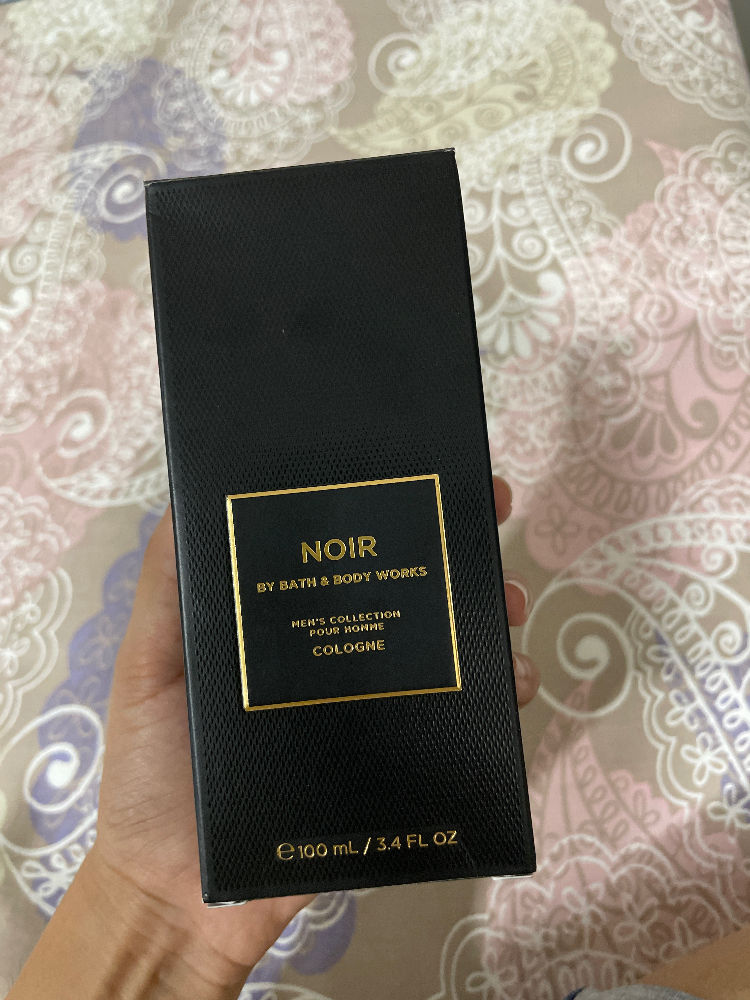 NOIR
BY BATH & BODY WORKS
MEN'S COLLECTION
POUR HOMME
COLOGNE
℮100 mL / 3.4 FL OZ